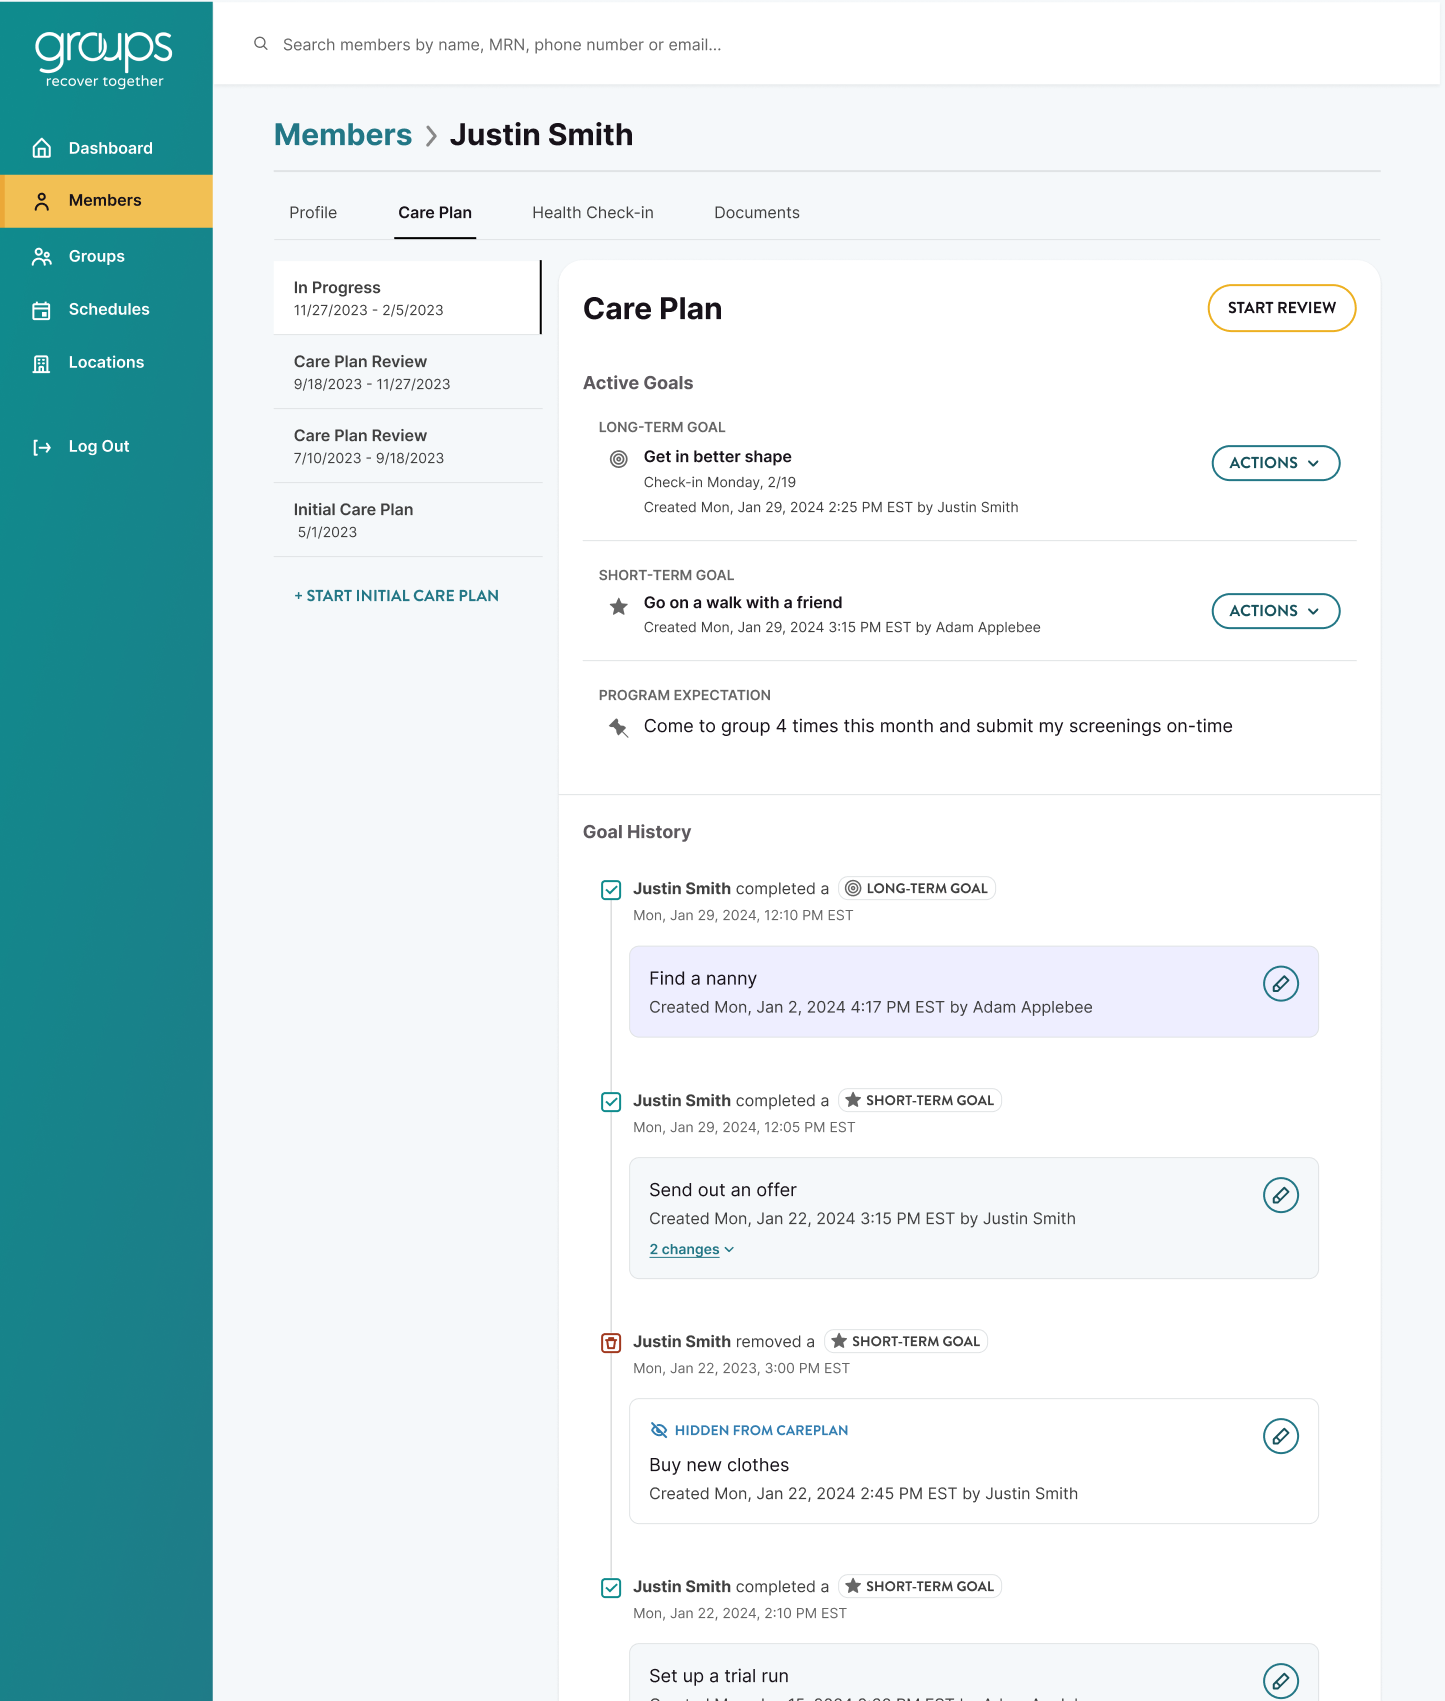 groups
recover together
Search members by name, MRN, phone number or email...
Dashboard
Members
Groups
Schedules
Locations
Log Out
Members > Justin Smith
Profile
Care Plan
Health Check-in
Documents
In Progress
11/27/2023 - 2/5/2023
Care Plan Review
9/18/2023 - 11/27/2023
Care Plan Review
7/10/2023 - 9/18/2023
Initial Care Plan
5/1/2023
+ START INITIAL CARE PLAN
Care Plan
START REVIEW
Active Goals
LONG-TERM GOAL
Get in better shape
Check-in Monday, 2/19
Created Mon, Jan 29, 2024 2:25 PM EST by Justin Smith
ACTIONS
SHORT-TERM GOAL
Go on a walk with a friend
Created Mon, Jan 29, 2024 3:15 PM EST by Adam Applebee
ACTIONS
PROGRAM EXPECTATION
Come to group 4 times this month and submit my screenings on-time
Goal History
Justin Smith completed a LONG-TERM GOAL
Mon, Jan 29, 2024, 12:10 PM EST
Find a nanny
Created Mon, Jan 2, 2024 4:17 PM EST by Adam Applebee
Justin Smith completed a SHORT-TERM GOAL
Mon, Jan 29, 2024, 12:05 PM EST
Send out an offer
Created Mon, Jan 22, 2024 3:15 PM EST by Justin Smith
2 changes
Justin Smith removed a SHORT-TERM GOAL
Mon, Jan 22, 2023, 3:00 PM EST
HIDDEN FROM CAREPLAN
Buy new clothes
Created Mon, Jan 22, 2024 2:45 PM EST by Justin Smith
Justin Smith completed a SHORT-TERM GOAL
Mon, Jan 22, 2024, 2:10 PM EST
Set up a trial run